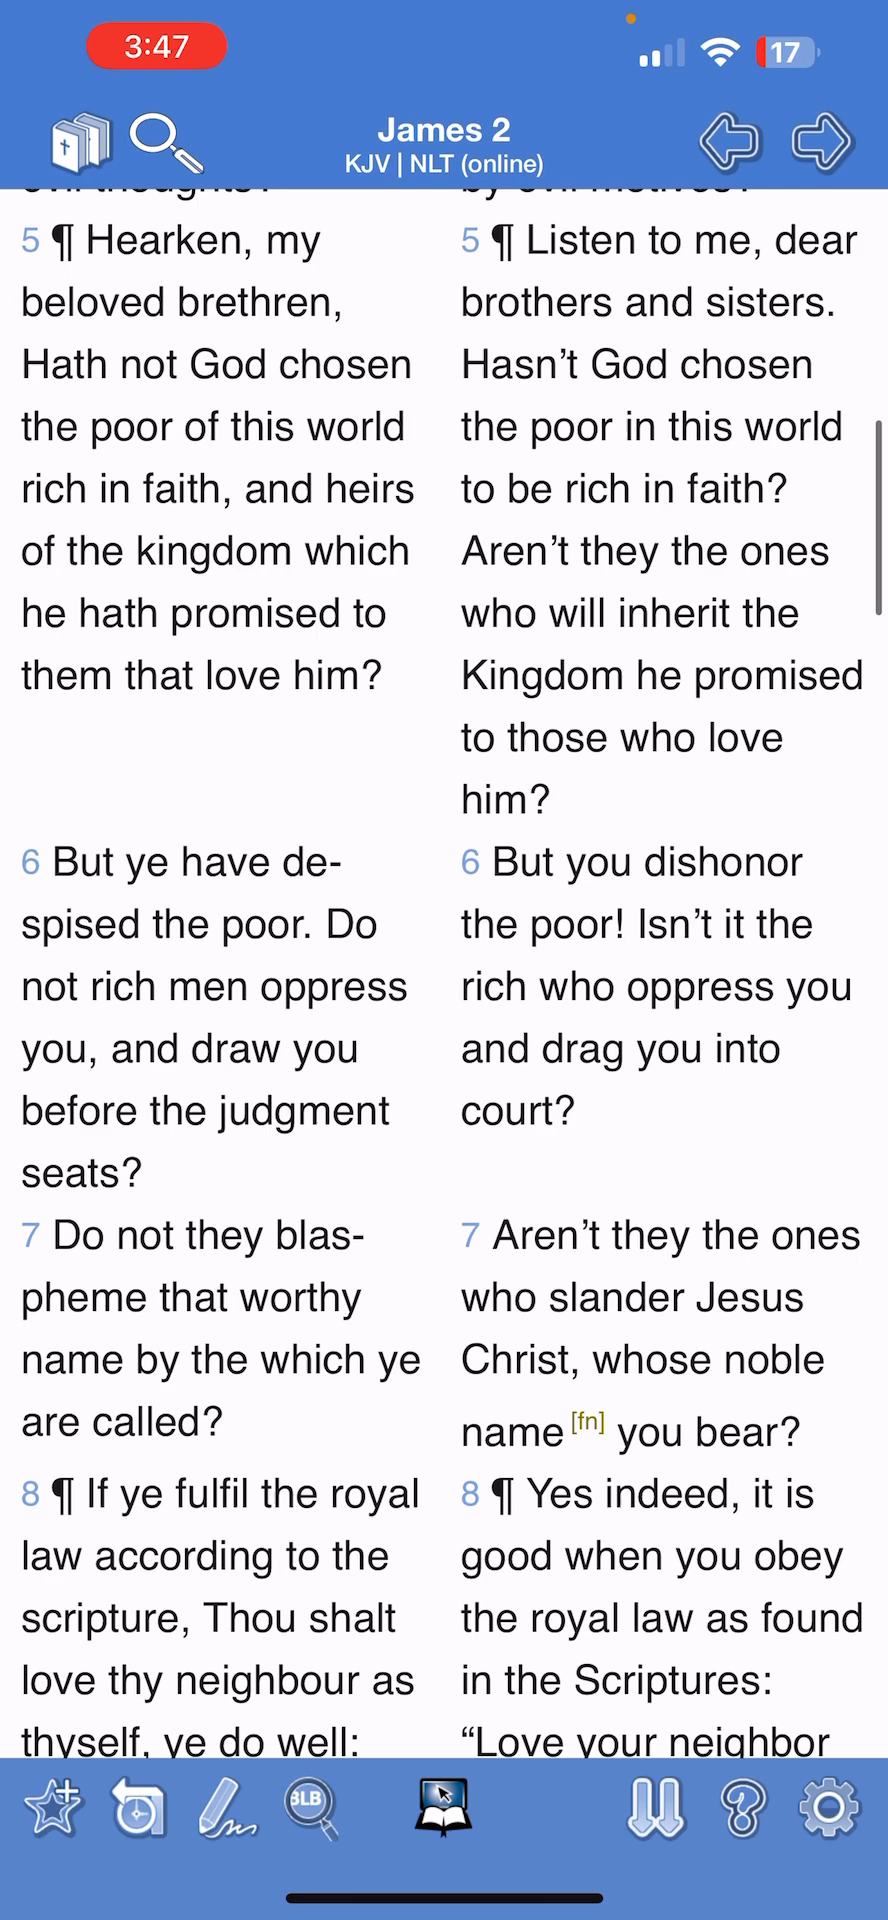 3:47
17
James 2
KJV | NLT (online)
evil thoughts?
5 ¶ Hearken, my
beloved brethren,
Hath not God chosen
the poor of this world
rich in faith, and heirs
of the kingdom which
he hath promised to
them that love him?
6 But ye have de-
spised the poor. Do
not rich men oppress
you, and draw you
before the judgment
seats?
7 Do not they blas-
pheme that worthy
name by the which ye
are called?
8 ¶ If ye fulfil the royal
law according to the
scripture, Thou shalt
love thy neighbour as
thyself, ye do well:
by evil motives?
5 ¶ Listen to me, dear
brothers and sisters.
Hasn’t God chosen
the poor in this world
to be rich in faith?
Aren’t they the ones
who will inherit the
Kingdom he promised
to those who love
him?
6 But you dishonor
the poor! Isn’t it the
rich who oppress you
and drag you into
court?
7 Aren’t they the ones
who slander Jesus
Christ, whose noble
name [fn] you bear?
8 ¶ Yes indeed, it is
good when you obey
the royal law as found
in the Scriptures:
“Love your neighbor
BLB